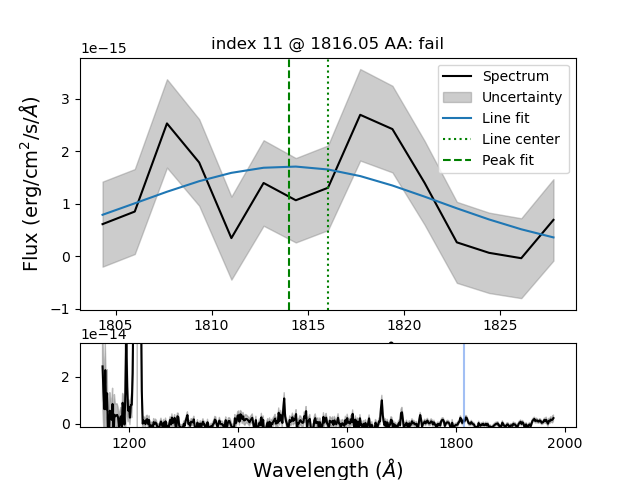 index 11 @ 1816.05 AA: fail
1e−15
Flux (erg/cm²/s/Å)
3
2
1
0
−1
Spectrum
Uncertainty
Line fit
Line center
Peak fit
1805 1810 1815 1820 1825
1e−14
2
0
1200 1400 1600 1800 2000
Wavelength (Å)